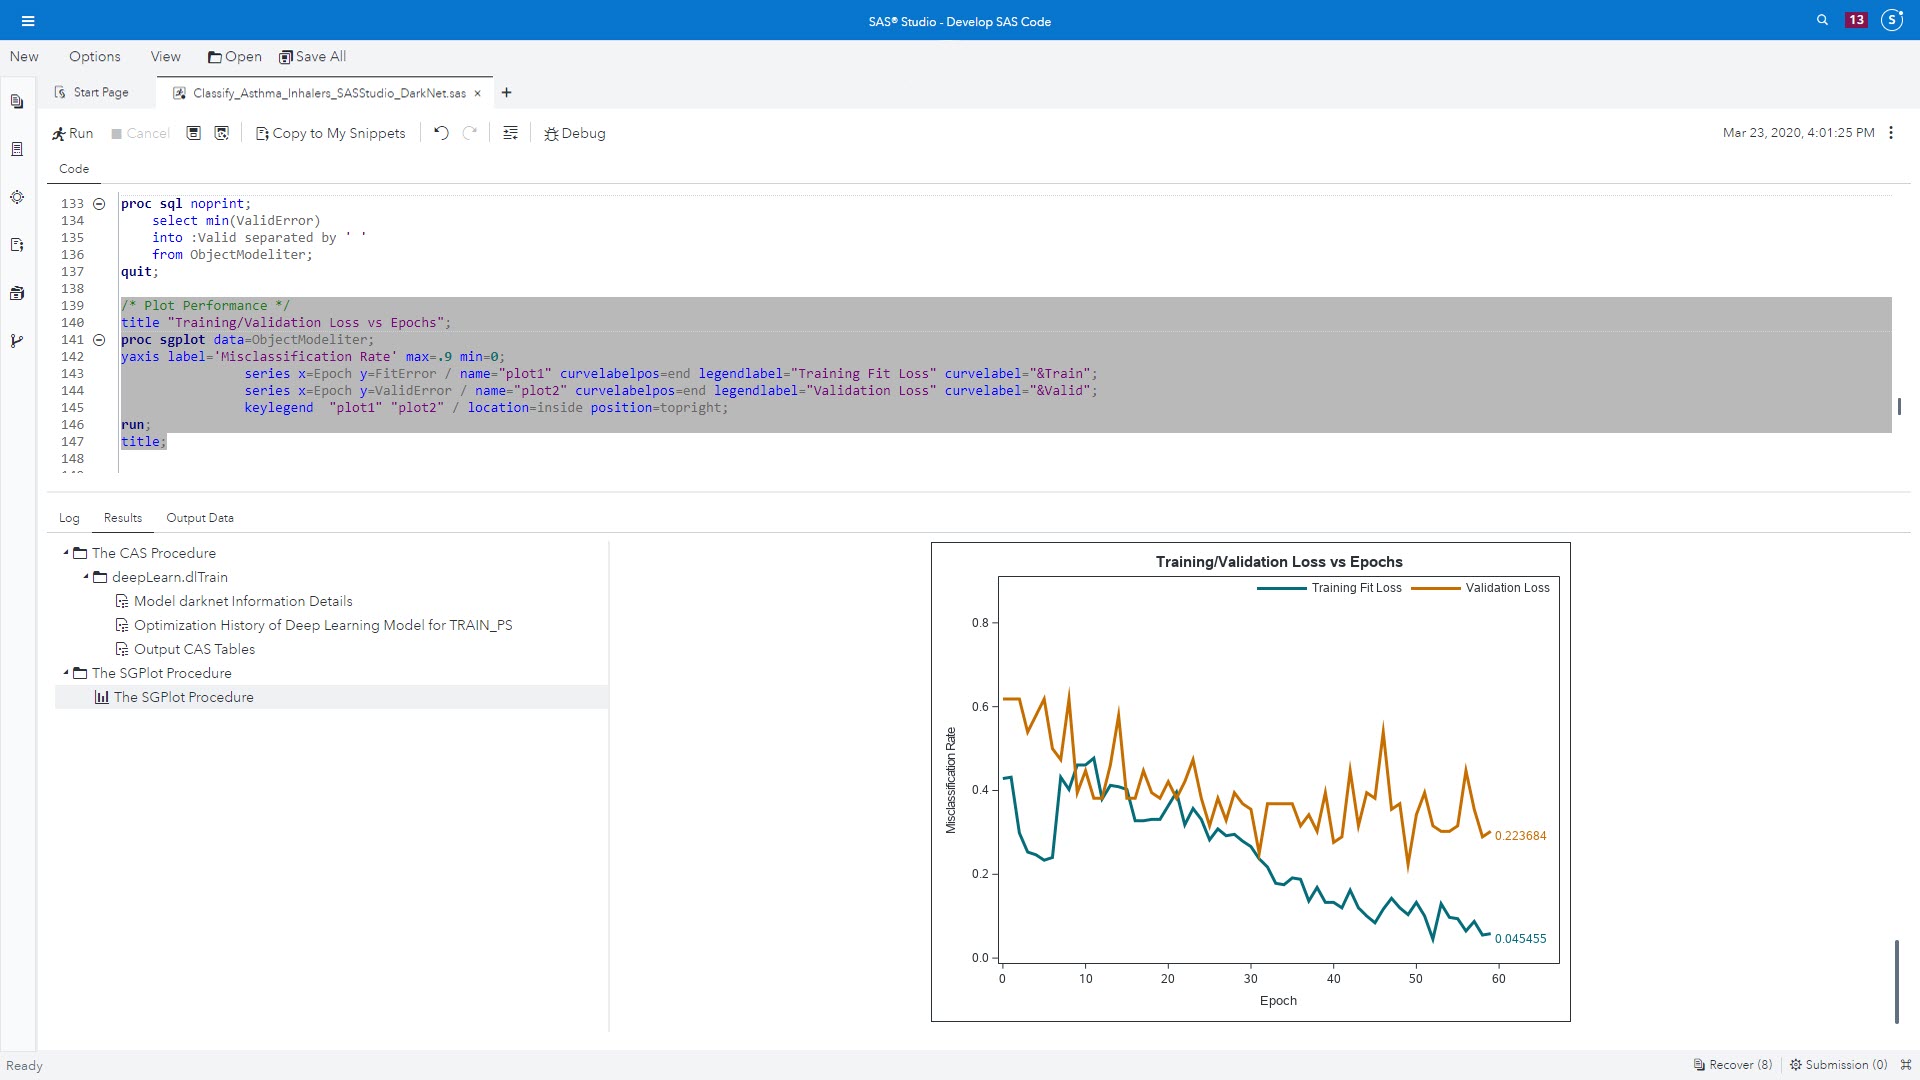 SAS® Studio - Develop SAS Code
13
S
New Options View Open Save All
Start Page Classify_Asthma_Inhalers_SASStudio_DarkNet.sas × +
Run Cancel Copy to My Snippets Debug Mar 23, 2020, 4:01:25 PM
Code
133 proc sql noprint;
134 select min(ValidError)
135 into :Valid separated by ' '
136 from ObjectModeliter;
137 quit;
138
139 /* Plot Performance */
140 title "Training/Validation Loss vs Epochs";
141 proc sgplot data=ObjectModeliter;
142 yaxis label='Misclassification Rate' max=.9 min=0;
143 series x=Epoch y=FitError / name="plot1" curvelabelpos=end legendlabel="Training Fit Loss" curvelabel="&Train";
144 series x=Epoch y=ValidError / name="plot2" curvelabelpos=end legendlabel="Validation Loss" curvelabel="&Valid";
145 keylegend "plot1" "plot2" / location=inside position=topright;
146 run;
147 title;
148
Log Results Output Data
The CAS Procedure
deepLearn.dlTrain
Model darknet Information Details
Optimization History of Deep Learning Model for TRAIN_PS
Output CAS Tables
The SGPlot Procedure
The SGPlot Procedure
Training/Validation Loss vs Epochs
Training Fit Loss Validation Loss
0.8
0.6
0.4
0.2
0.0
Misclassification Rate
0.223684
0.045455
0 10 20 30 40 50 60
Epoch
Ready Recover (8) Submission (0)